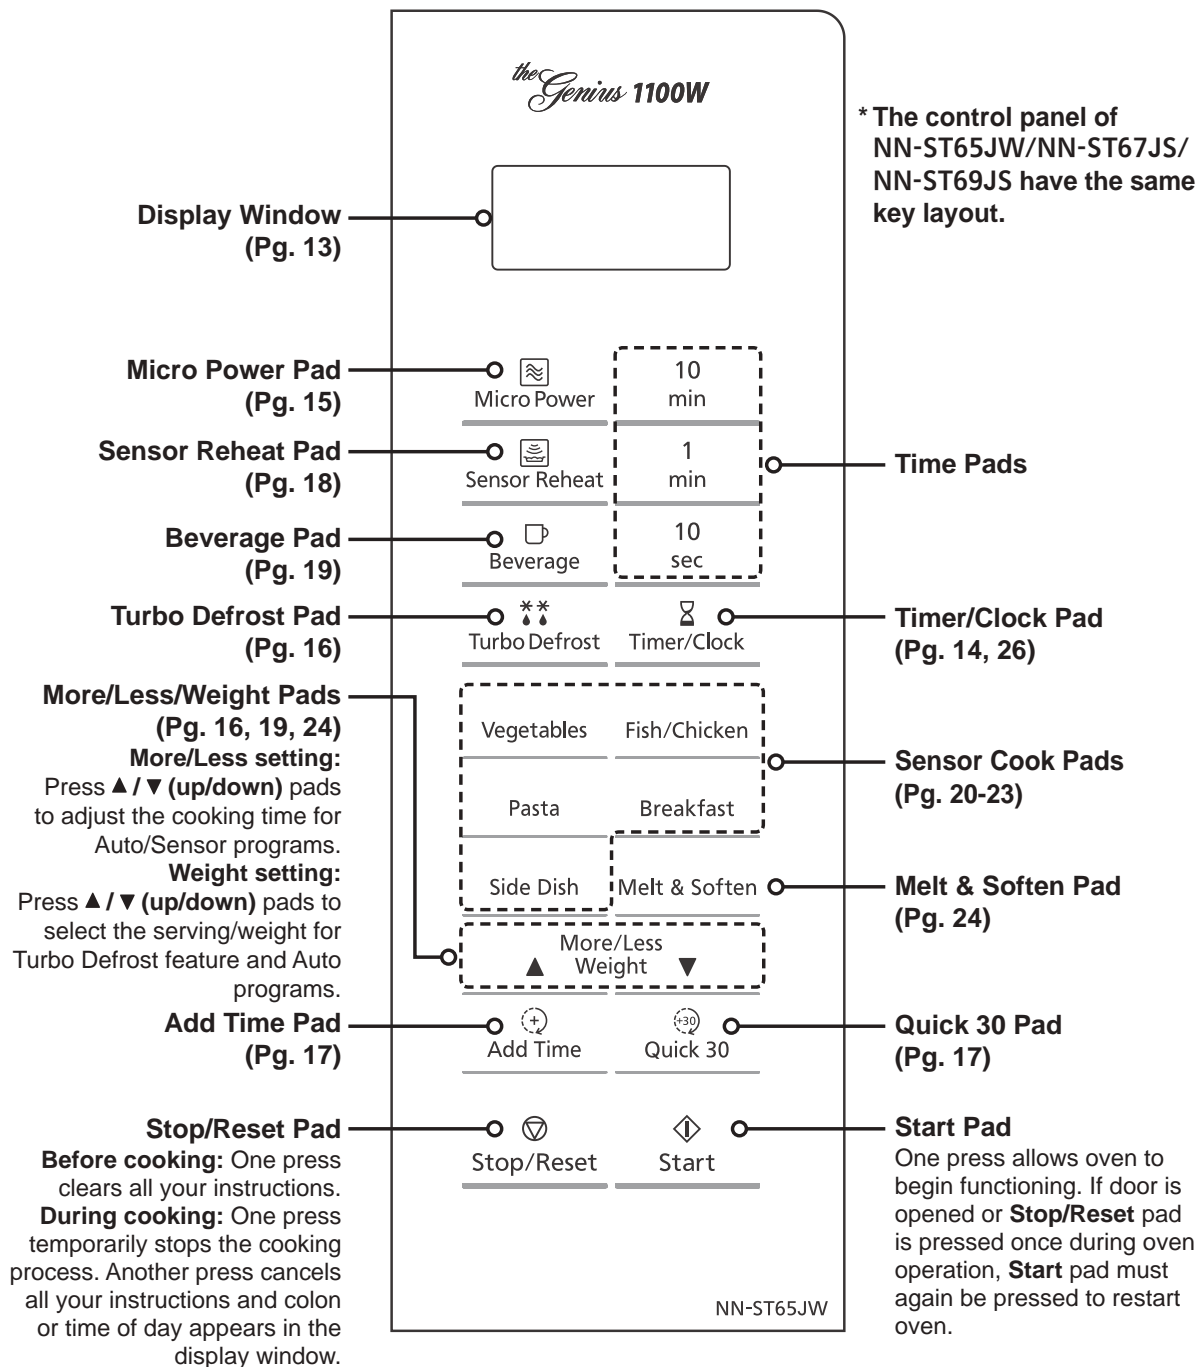 the Genius 1100W
* The control panel of
NN-ST65JW/NN-ST67JS/
NN-ST69JS have the same
key layout.
Display Window
(Pg. 13)
Micro Power Pad
(Pg. 15)
Micro Power
10
min
Sensor Reheat Pad
(Pg. 18)
Sensor Reheat
1
min
Time Pads
Beverage Pad
(Pg. 19)
Beverage
10
sec
Turbo Defrost Pad
(Pg. 16)
Turbo Defrost
Timer/Clock
Timer/Clock Pad
(Pg. 14, 26)
More/Less/Weight Pads
(Pg. 16, 19, 24)
More/Less setting:
Press ▲ / ▼ (up/down) pads
to adjust the cooking time for
Auto/Sensor programs.
Weight setting:
Press ▲ / ▼ (up/down) pads to
select the serving/weight for
Turbo Defrost feature and Auto
programs.
Vegetables
Fish/Chicken
Pasta
Breakfast
Side Dish
Melt & Soften
Sensor Cook Pads
(Pg. 20-23)
Melt & Soften Pad
(Pg. 24)
More/Less
▲ Weight ▼
Add Time Pad
(Pg. 17)
Add Time
+30
Quick 30
Quick 30 Pad
(Pg. 17)
Stop/Reset Pad
Before cooking: One press
clears all your instructions.
During cooking: One press
temporarily stops the cooking
process. Another press cancels
all your instructions and colon
or time of day appears in the
display window.
Stop/Reset
Start
Start Pad
One press allows oven to
begin functioning. If door is
opened or Stop/Reset pad
is pressed once during oven
operation, Start pad must
again be pressed to restart
oven.
NN-ST65JW